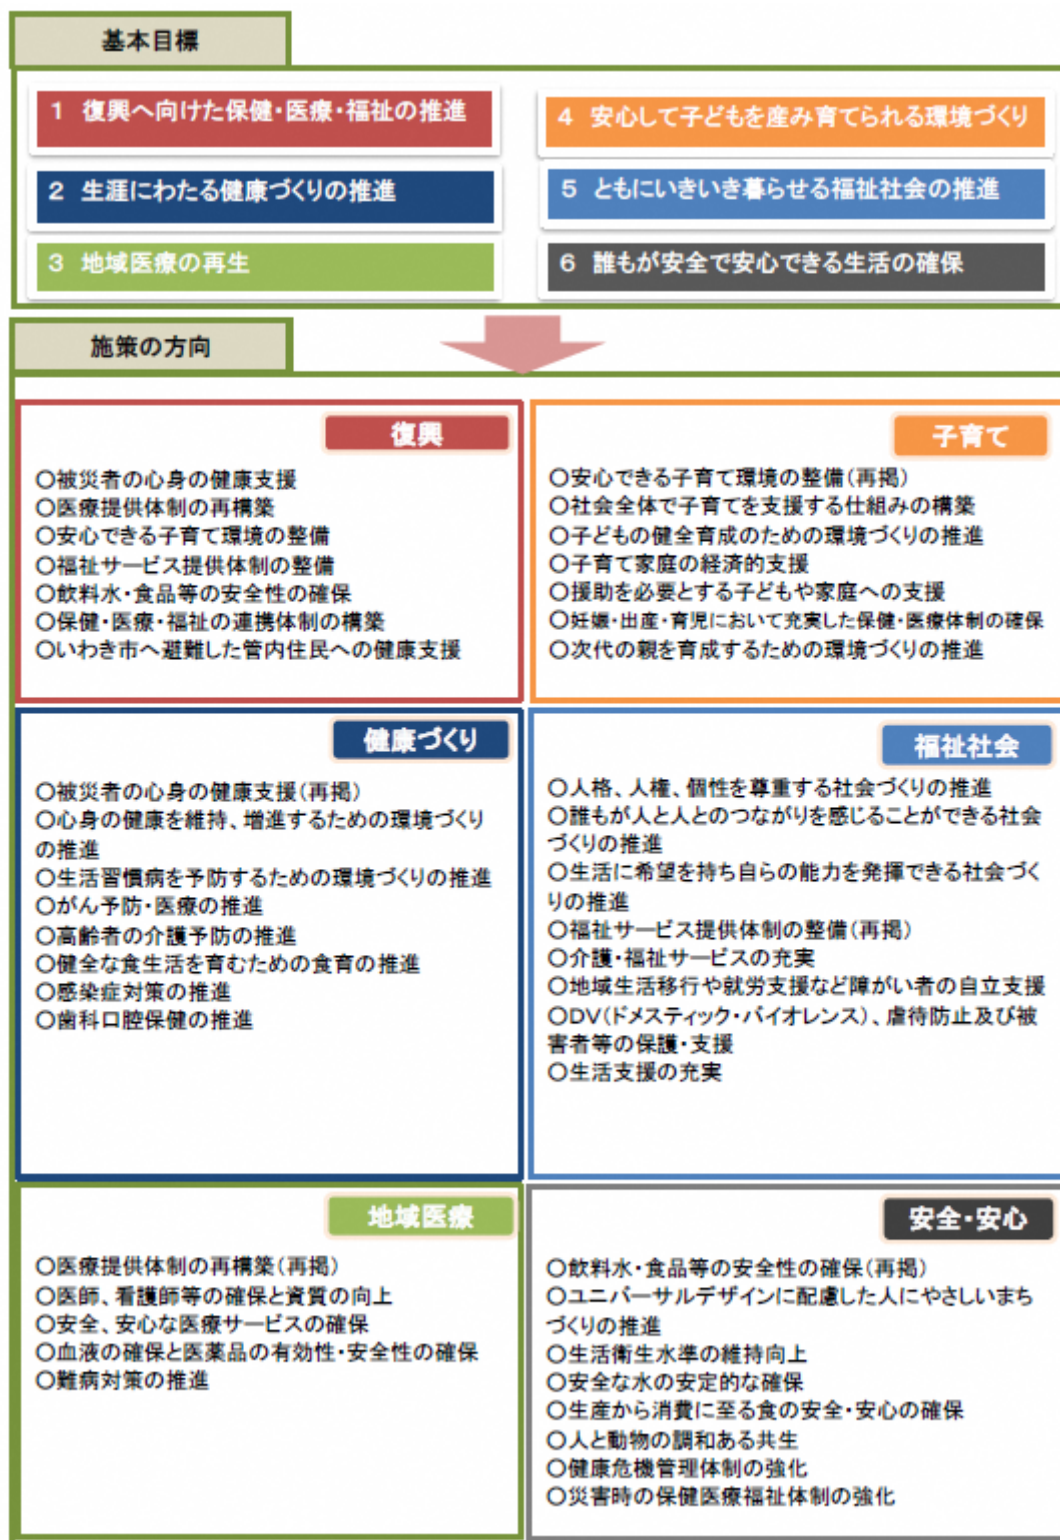 基本目標
1 復興へ向けた保健・医療・福祉の推進
2 生涯にわたる健康づくりの推進
3 地域医療の再生
4 安心して子どもを産み育てられる環境づくり
5 ともにいきいき暮らせる福祉社会の推進
6 誰もが安全で安心できる生活の確保
施策の方向
復興
○被災者の心身の健康支援
○医療提供体制の再構築
○安心できる子育て環境の整備
○福祉サービス提供体制の整備
○飲料水・食品等の安全性の確保
○保健・医療・福祉の連携体制の構築
○いわき市へ避難した管内住民への健康支援
子育て
○安心できる子育て環境の整備(再掲)
○社会全体で子育てを支援する仕組みの構築
○子どもの健全育成のための環境づくりの推進
○子育て家庭の経済的支援
○援助を必要とする子どもや家庭への支援
○妊娠・出産・育児において充実した保健・医療体制の確保
○次代の親を育成するための環境づくりの推進
健康づくり
○被災者の心身の健康支援(再掲)
○心身の健康を維持、増進するための環境づくり
の推進
○生活習慣病を予防するための環境づくりの推進
○がん予防・医療の推進
○高齢者の介護予防の推進
○健全な食生活を育むための食育の推進
○感染症対策の推進
○歯科口腔保健の推進
福祉社会
○人格、人権、個性を尊重する社会づくりの推進
○誰もが人と人とのつながりを感じることができる社会
づくりの推進
○生活に希望を持ち自らの能力を発揮できる社会づく
りの推進
○福祉サービス提供体制の整備(再掲)
○介護・福祉サービスの充実
○地域生活移行や就労支援など障がい者の自立支援
○DV(ドメスティック・バイオレンス)、虐待防止及び被
害者等の保護・支援
○生活支援の充実
地域医療
○医療提供体制の再構築(再掲)
○医師、看護師等の確保と資質の向上
○安全、安心な医療サービスの確保
○血液の確保と医薬品の有効性・安全性の確保
○難病対策の推進
安全・安心
○飲料水・食品等の安全性の確保(再掲)
○ユニバーサルデザインに配慮した人にやさしいまち
づくりの推進
○生活衛生水準の維持向上
○安全な水の安定的な確保
○生産から消費に至る食の安全・安心の確保
○人と動物の調和ある共生
○健康危機管理体制の強化
○災害時の保健医療福祉体制の強化